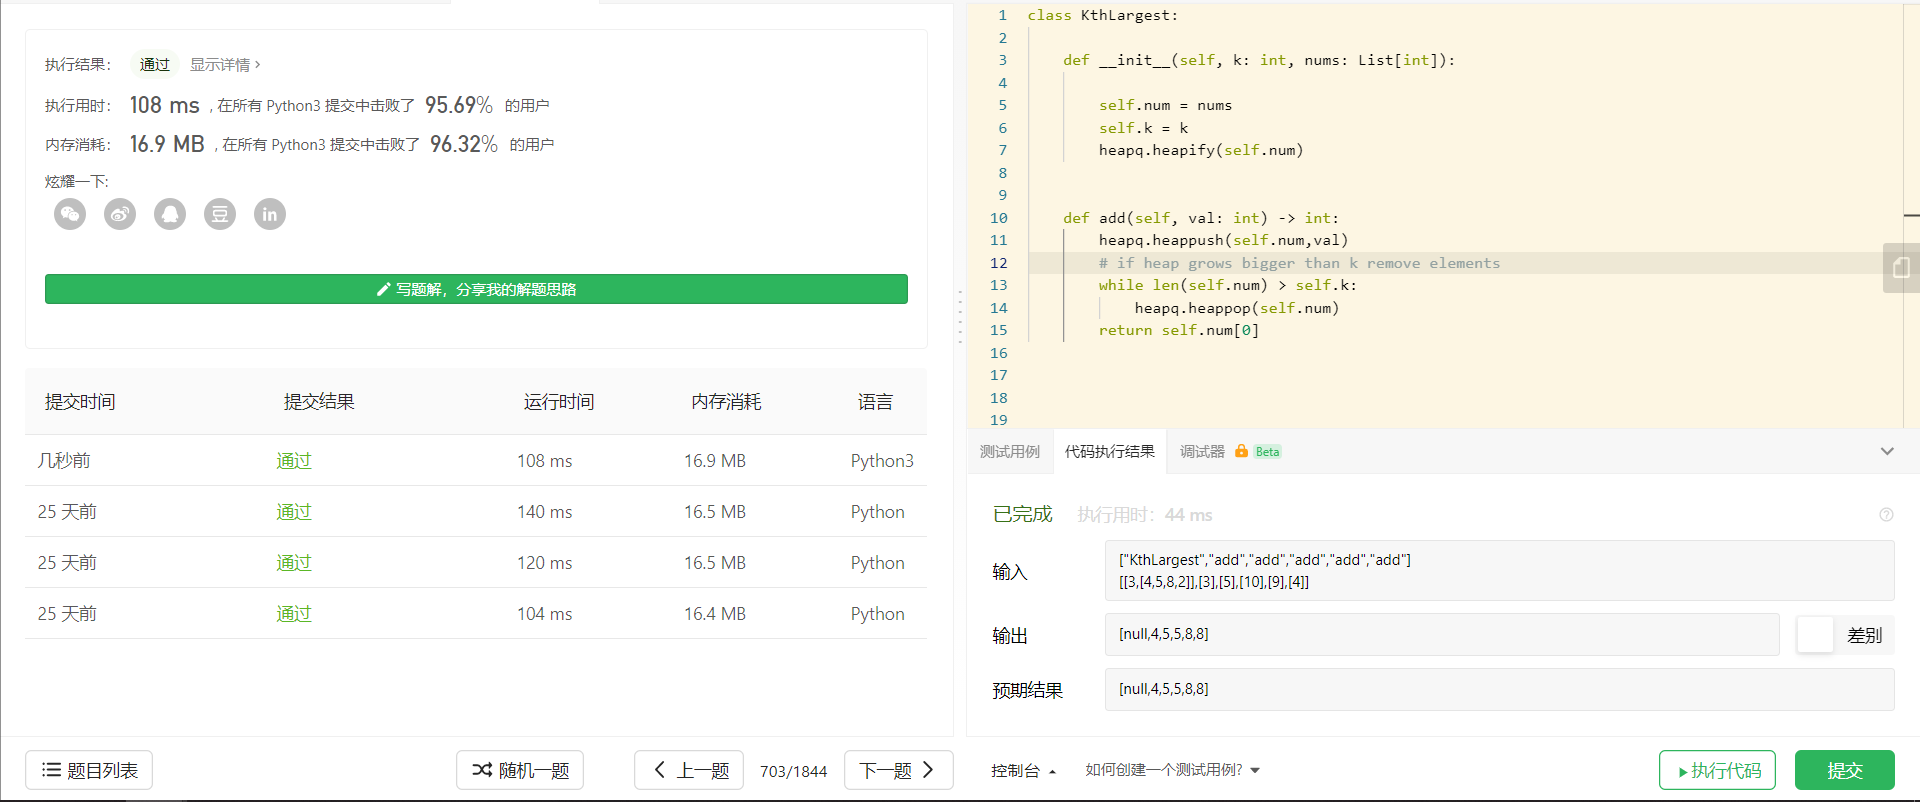 执行结果： 通过 显示详情 ›
执行用时： 108 ms , 在所有 Python3 提交中击败了 95.69% 的用户
内存消耗： 16.9 MB , 在所有 Python3 提交中击败了 96.32% 的用户
炫耀一下:
豆 in
写题解，分享我的解题思路
提交时间 提交结果 运行时间 内存消耗 语言
几秒前 通过 108 ms 16.9 MB Python3
25 天前 通过 140 ms 16.5 MB Python
25 天前 通过 120 ms 16.5 MB Python
25 天前 通过 104 ms 16.4 MB Python
题目列表 随机一题 上一题 703/1844 下一题
1 class KthLargest:
2
3 def __init__(self, k: int, nums: List[int]):
4
5 self.num = nums
6 self.k = k
7 heapq.heapify(self.num)
8
9
10 def add(self, val: int) -> int:
11 heapq.heappush(self.num,val)
12 # if heap grows bigger than k remove elements
13 while len(self.num) > self.k:
14 heapq.heappop(self.num)
15 return self.num[0]
16
17
18
19
测试用例 代码执行结果 调试器 Beta
已完成 执行用时：44 ms
输入
["KthLargest","add","add","add","add","add"]
[[3,[4,5,8,2]],[3],[5],[10],[9],[4]]
输出 [null,4,5,5,8,8] 差别
预期结果 [null,4,5,5,8,8]
控制台 如何创建一个测试用例? 执行代码 提交